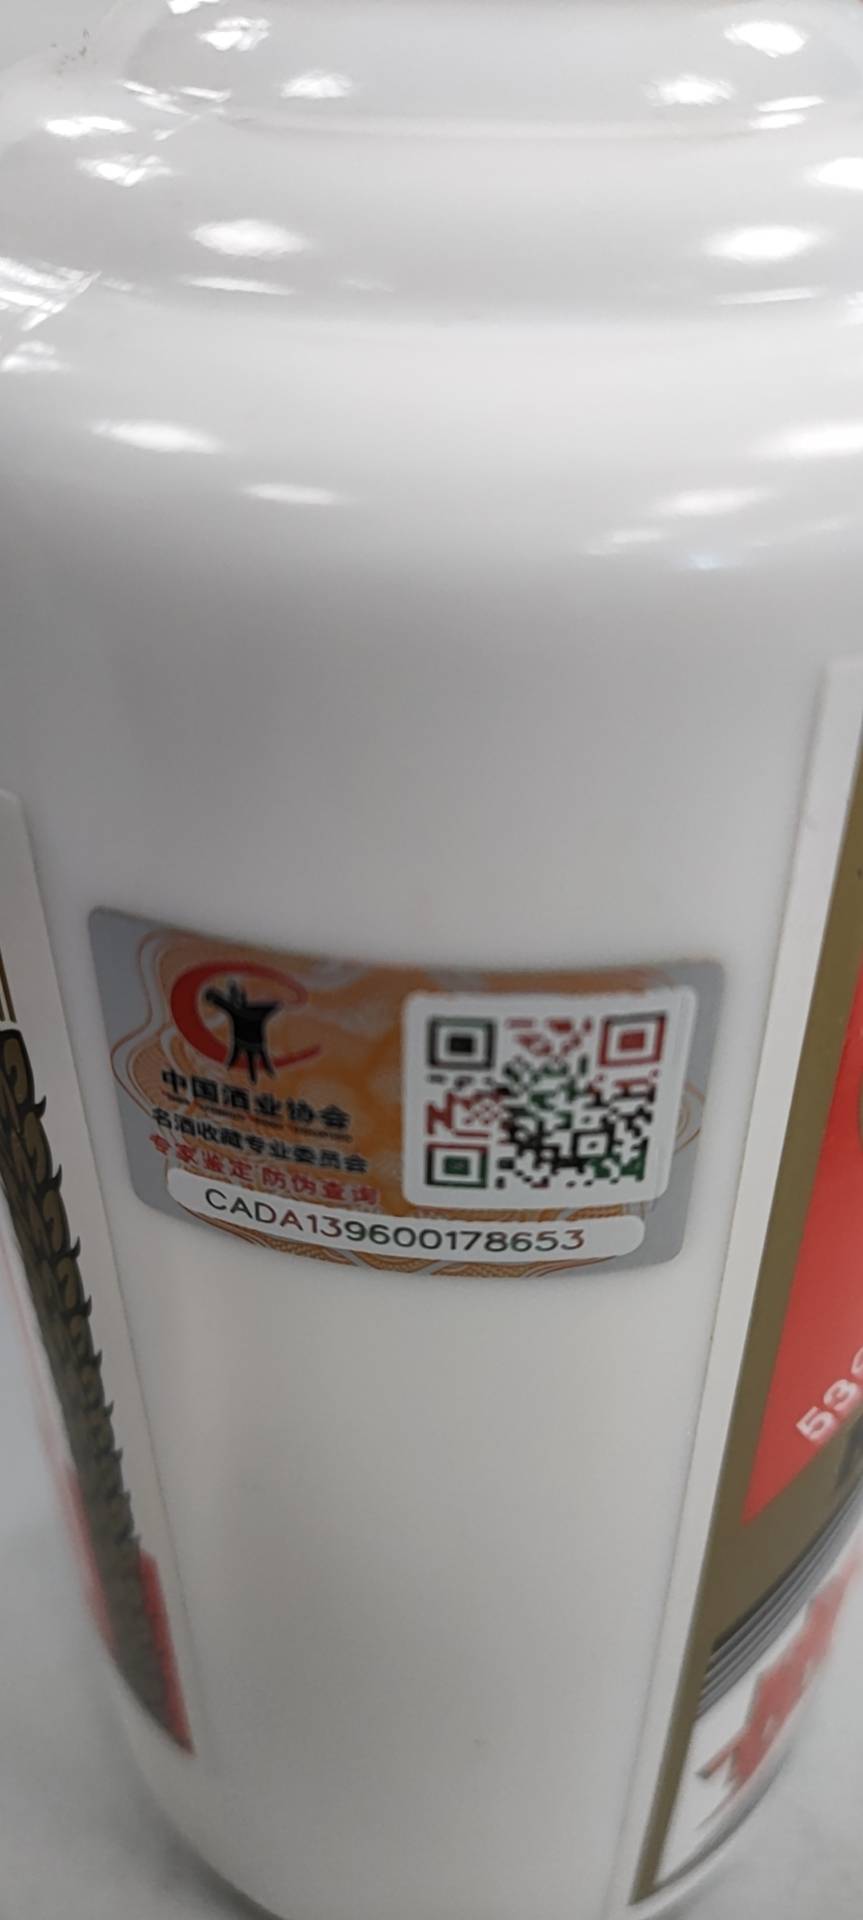 中国酒业协会
名酒收藏专业委员会
专家鉴定 防伪查询
CADA139600178653
53